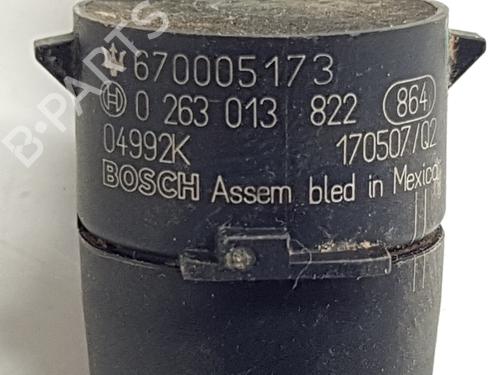 670005173
0 263 013 822 864
04992K 170507/02
BOSCH Assem bled in Mexico
B-PARTS